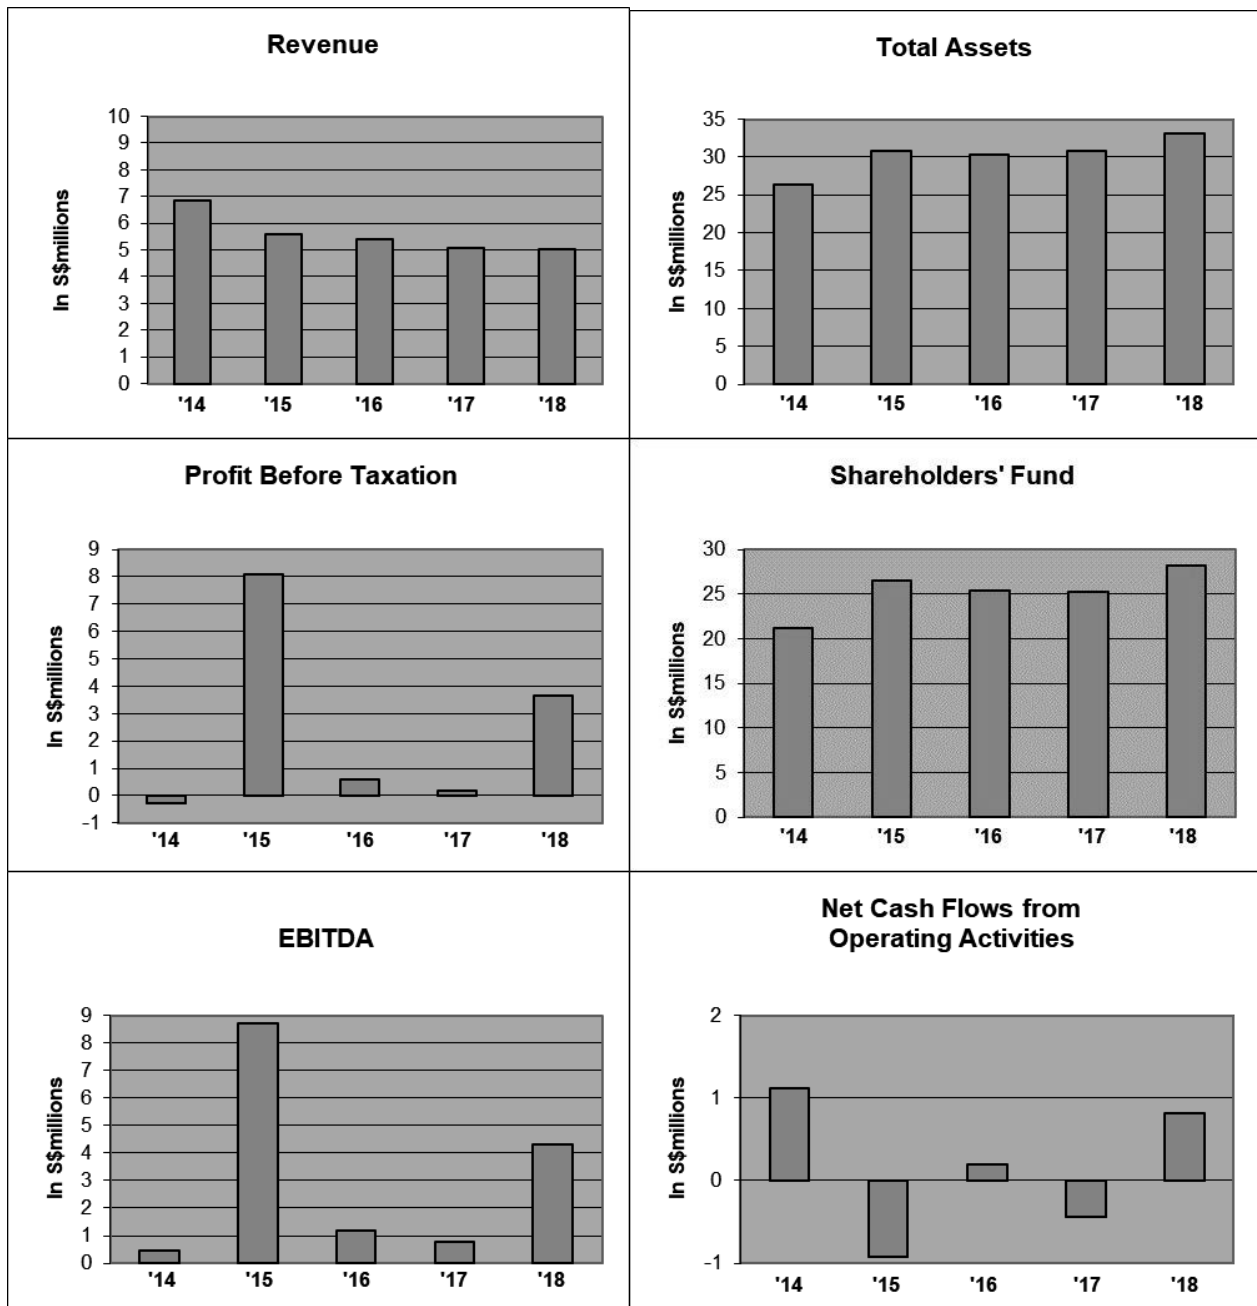 Revenue
In S$millions
10
9
8
7
6
5
4
3
2
1
0
'14 '15 '16 '17 '18
Total Assets
In S$millions
35
30
25
20
15
10
5
0
'14 '15 '16 '17 '18
Profit Before Taxation
In S$millions
9
8
7
6
5
4
3
2
1
0
-1
'14 '15 '16 '17 '18
Shareholders' Fund
In S$millions
30
25
20
15
10
5
0
'14 '15 '16 '17 '18
EBITDA
In S$millions
9
8
7
6
5
4
3
2
1
0
'14 '15 '16 '17 '18
Net Cash Flows from
Operating Activities
In S$millions
2
1
0
-1
'14 '15 '16 '17 '18